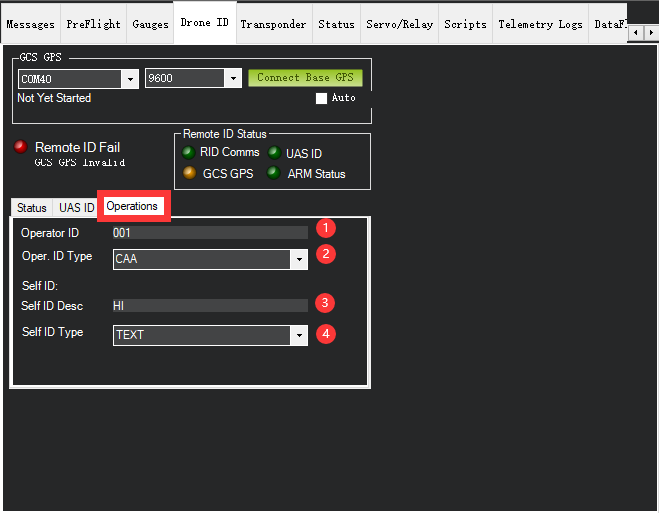 Messages PreFlight Gauges Drone ID Transponder Status Servo/Relay Scripts Telemetry Logs DataFl
GCS GPS
COM40 9600 Connect Base GPS
Not Yet Started Auto
Remote ID Fail
GCS GPS Invalid
Remote ID Status
RID Comms UAS ID
GCS GPS ARM Status
Status UAS ID Operations
Operator ID 001 1
Oper. ID Type CAA 2
Self ID:
Self ID Desc HI 3
Self ID Type TEXT 4